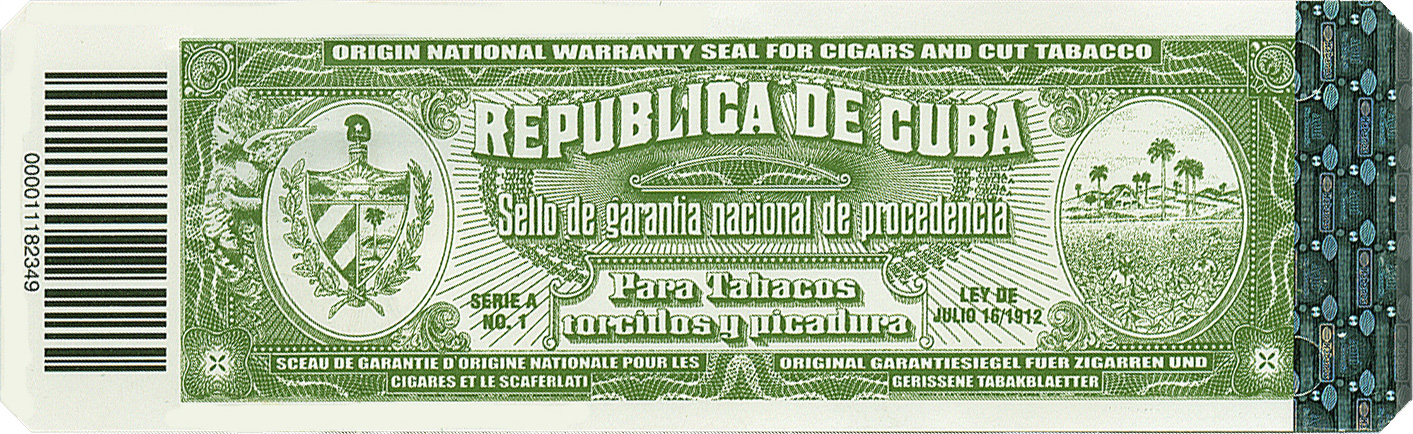 ORIGIN NATIONAL WARRANTY SEAL FOR CIGARS AND CUT TABACCO
REPUBLICA DE CUBA
Sello de garantia nacional de procedencia
Para Tabacos
torcidos y picadura
SERIE A
NO. 1
LEY DE
JULIO 16/1912
SCEAU DE GARANTIE D'ORIGINE NATIONALE POUR LES
CIGARES ET LE SCAFERLATI
ORIGINAL GARANTIESIEGEL FUER ZIGARREN UND
GERISSENE TABAKBLAETTER
000011182349